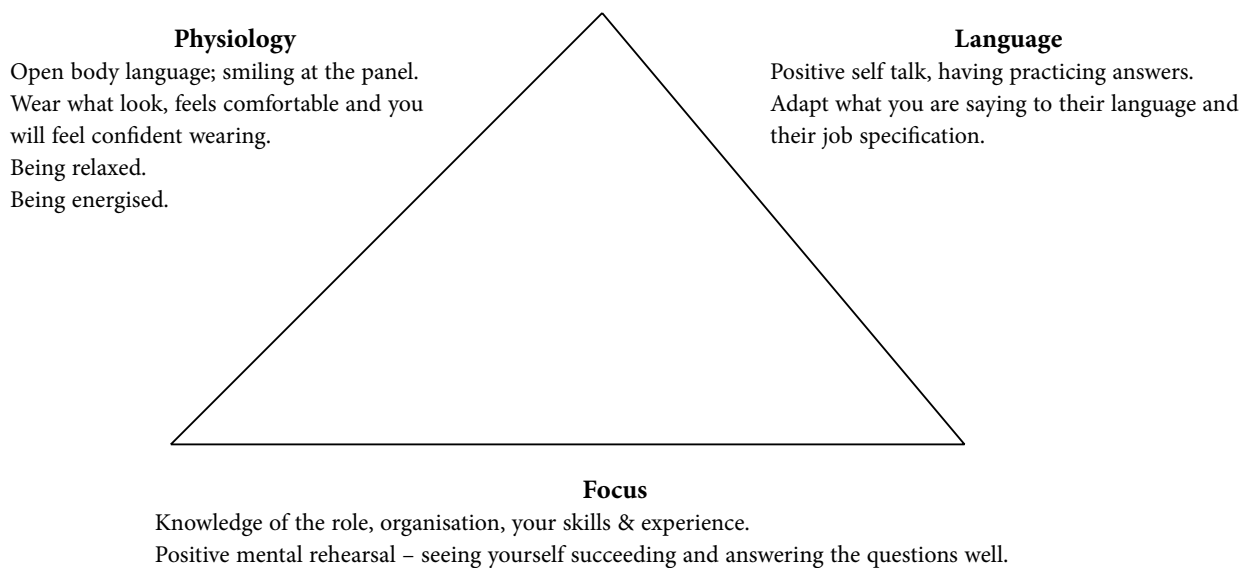 Physiology
Open body language; smiling at the panel.
Wear what look, feels comfortable and you
will feel confident wearing.
Being relaxed.
Being energised.
Language
Positive self talk, having practicing answers.
Adapt what you are saying to their language and
their job specification.
Focus
Knowledge of the role, organisation, your skills & experience.
Positive mental rehearsal – seeing yourself succeeding and answering the questions well.